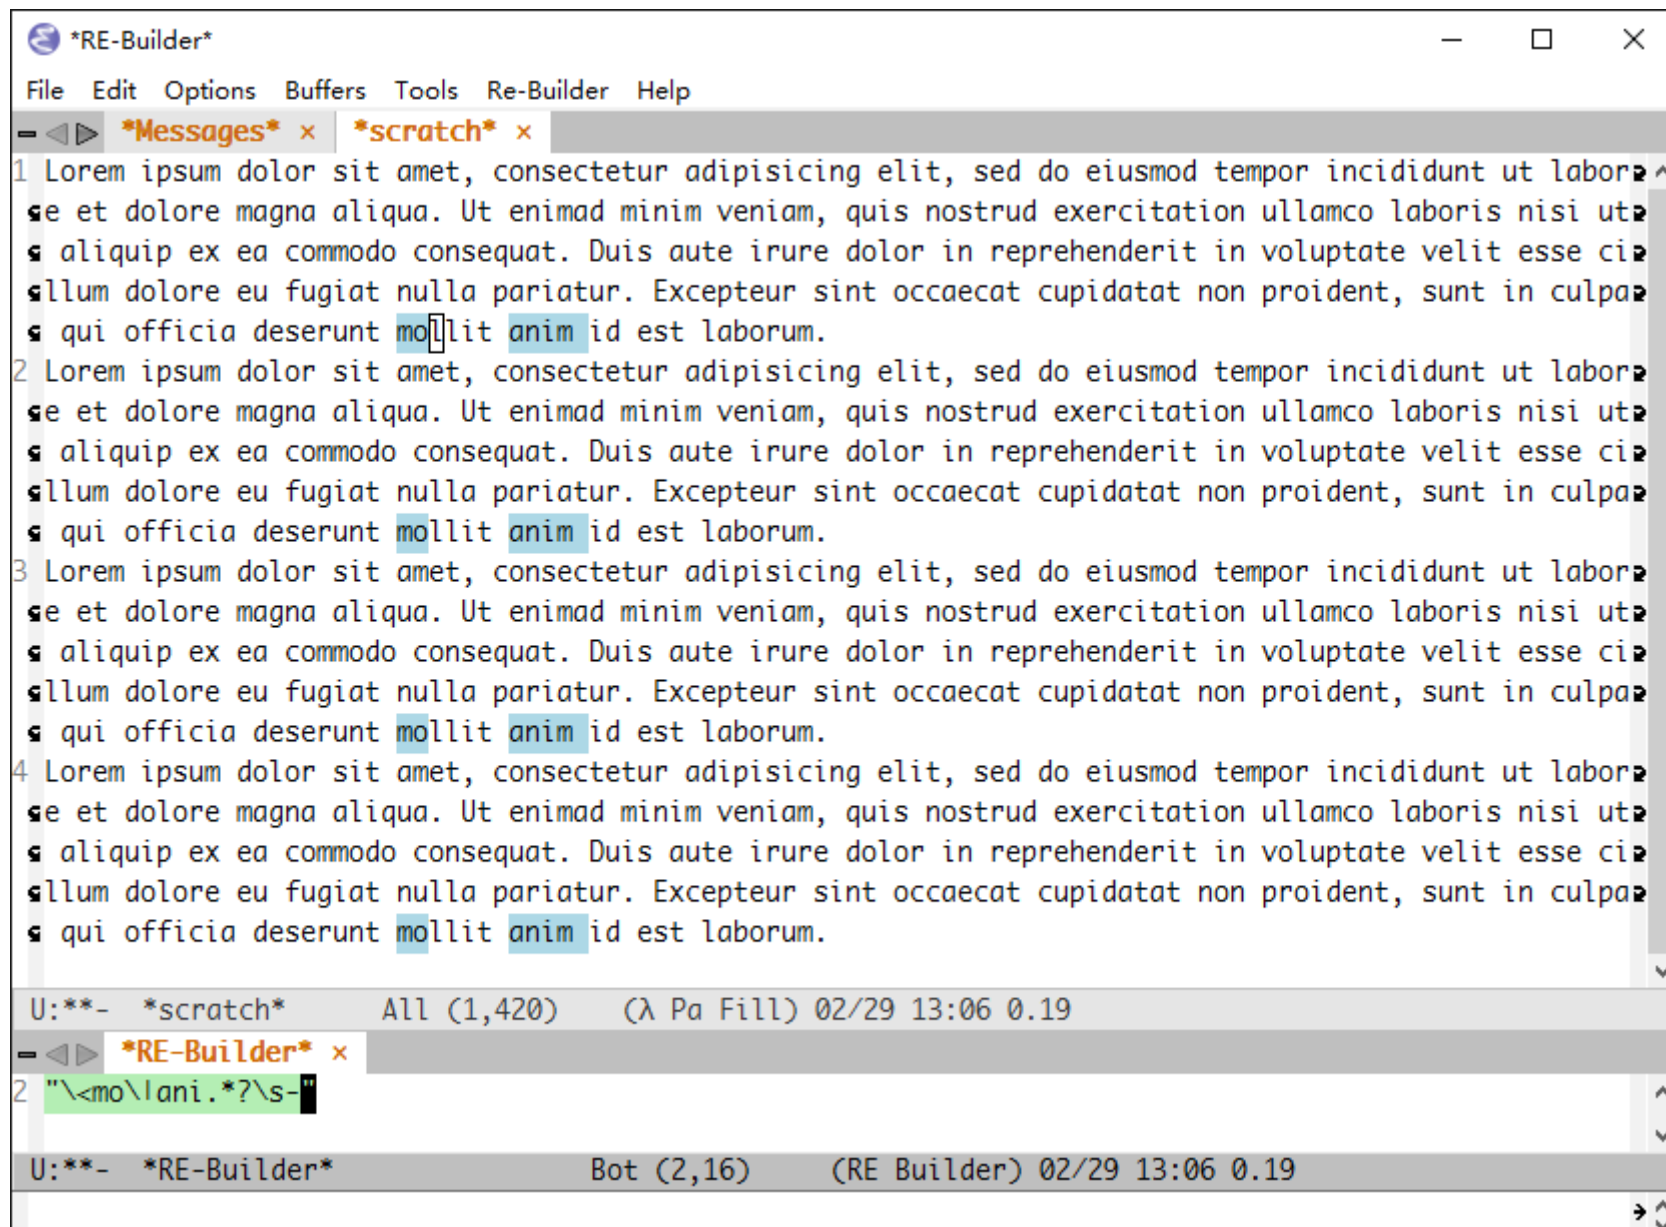 *RE-Builder*
File Edit Options Buffers Tools Re-Builder Help
*Messages* × *scratch* ×
1 Lorem ipsum dolor sit amet, consectetur adipisicing elit, sed do eiusmod tempor incididunt ut labor
e et dolore magna aliqua. Ut enimad minim veniam, quis nostrud exercitation ullamco laboris nisi ut
aliquip ex ea commodo consequat. Duis aute irure dolor in reprehenderit in voluptate velit esse ci
llum dolore eu fugiat nulla pariatur. Excepteur sint occaecat cupidatat non proident, sunt in culpa
qui officia deserunt mollit anim id est laborum.
2 Lorem ipsum dolor sit amet, consectetur adipisicing elit, sed do eiusmod tempor incididunt ut labor
e et dolore magna aliqua. Ut enimad minim veniam, quis nostrud exercitation ullamco laboris nisi ut
aliquip ex ea commodo consequat. Duis aute irure dolor in reprehenderit in voluptate velit esse ci
llum dolore eu fugiat nulla pariatur. Excepteur sint occaecat cupidatat non proident, sunt in culpa
qui officia deserunt mollit anim id est laborum.
3 Lorem ipsum dolor sit amet, consectetur adipisicing elit, sed do eiusmod tempor incididunt ut labor
e et dolore magna aliqua. Ut enimad minim veniam, quis nostrud exercitation ullamco laboris nisi ut
aliquip ex ea commodo consequat. Duis aute irure dolor in reprehenderit in voluptate velit esse ci
llum dolore eu fugiat nulla pariatur. Excepteur sint occaecat cupidatat non proident, sunt in culpa
qui officia deserunt mollit anim id est laborum.
4 Lorem ipsum dolor sit amet, consectetur adipisicing elit, sed do eiusmod tempor incididunt ut labor
e et dolore magna aliqua. Ut enimad minim veniam, quis nostrud exercitation ullamco laboris nisi ut
aliquip ex ea commodo consequat. Duis aute irure dolor in reprehenderit in voluptate velit esse ci
llum dolore eu fugiat nulla pariatur. Excepteur sint occaecat cupidatat non proident, sunt in culpa
qui officia deserunt mollit anim id est laborum.
U:**- *scratch* All (1,420) (λ Pa Fill) 02/29 13:06 0.19
*RE-Builder* ×
2 "\<mo\|ani.*?\s-"
U:**- *RE-Builder* Bot (2,16) (RE Builder) 02/29 13:06 0.19